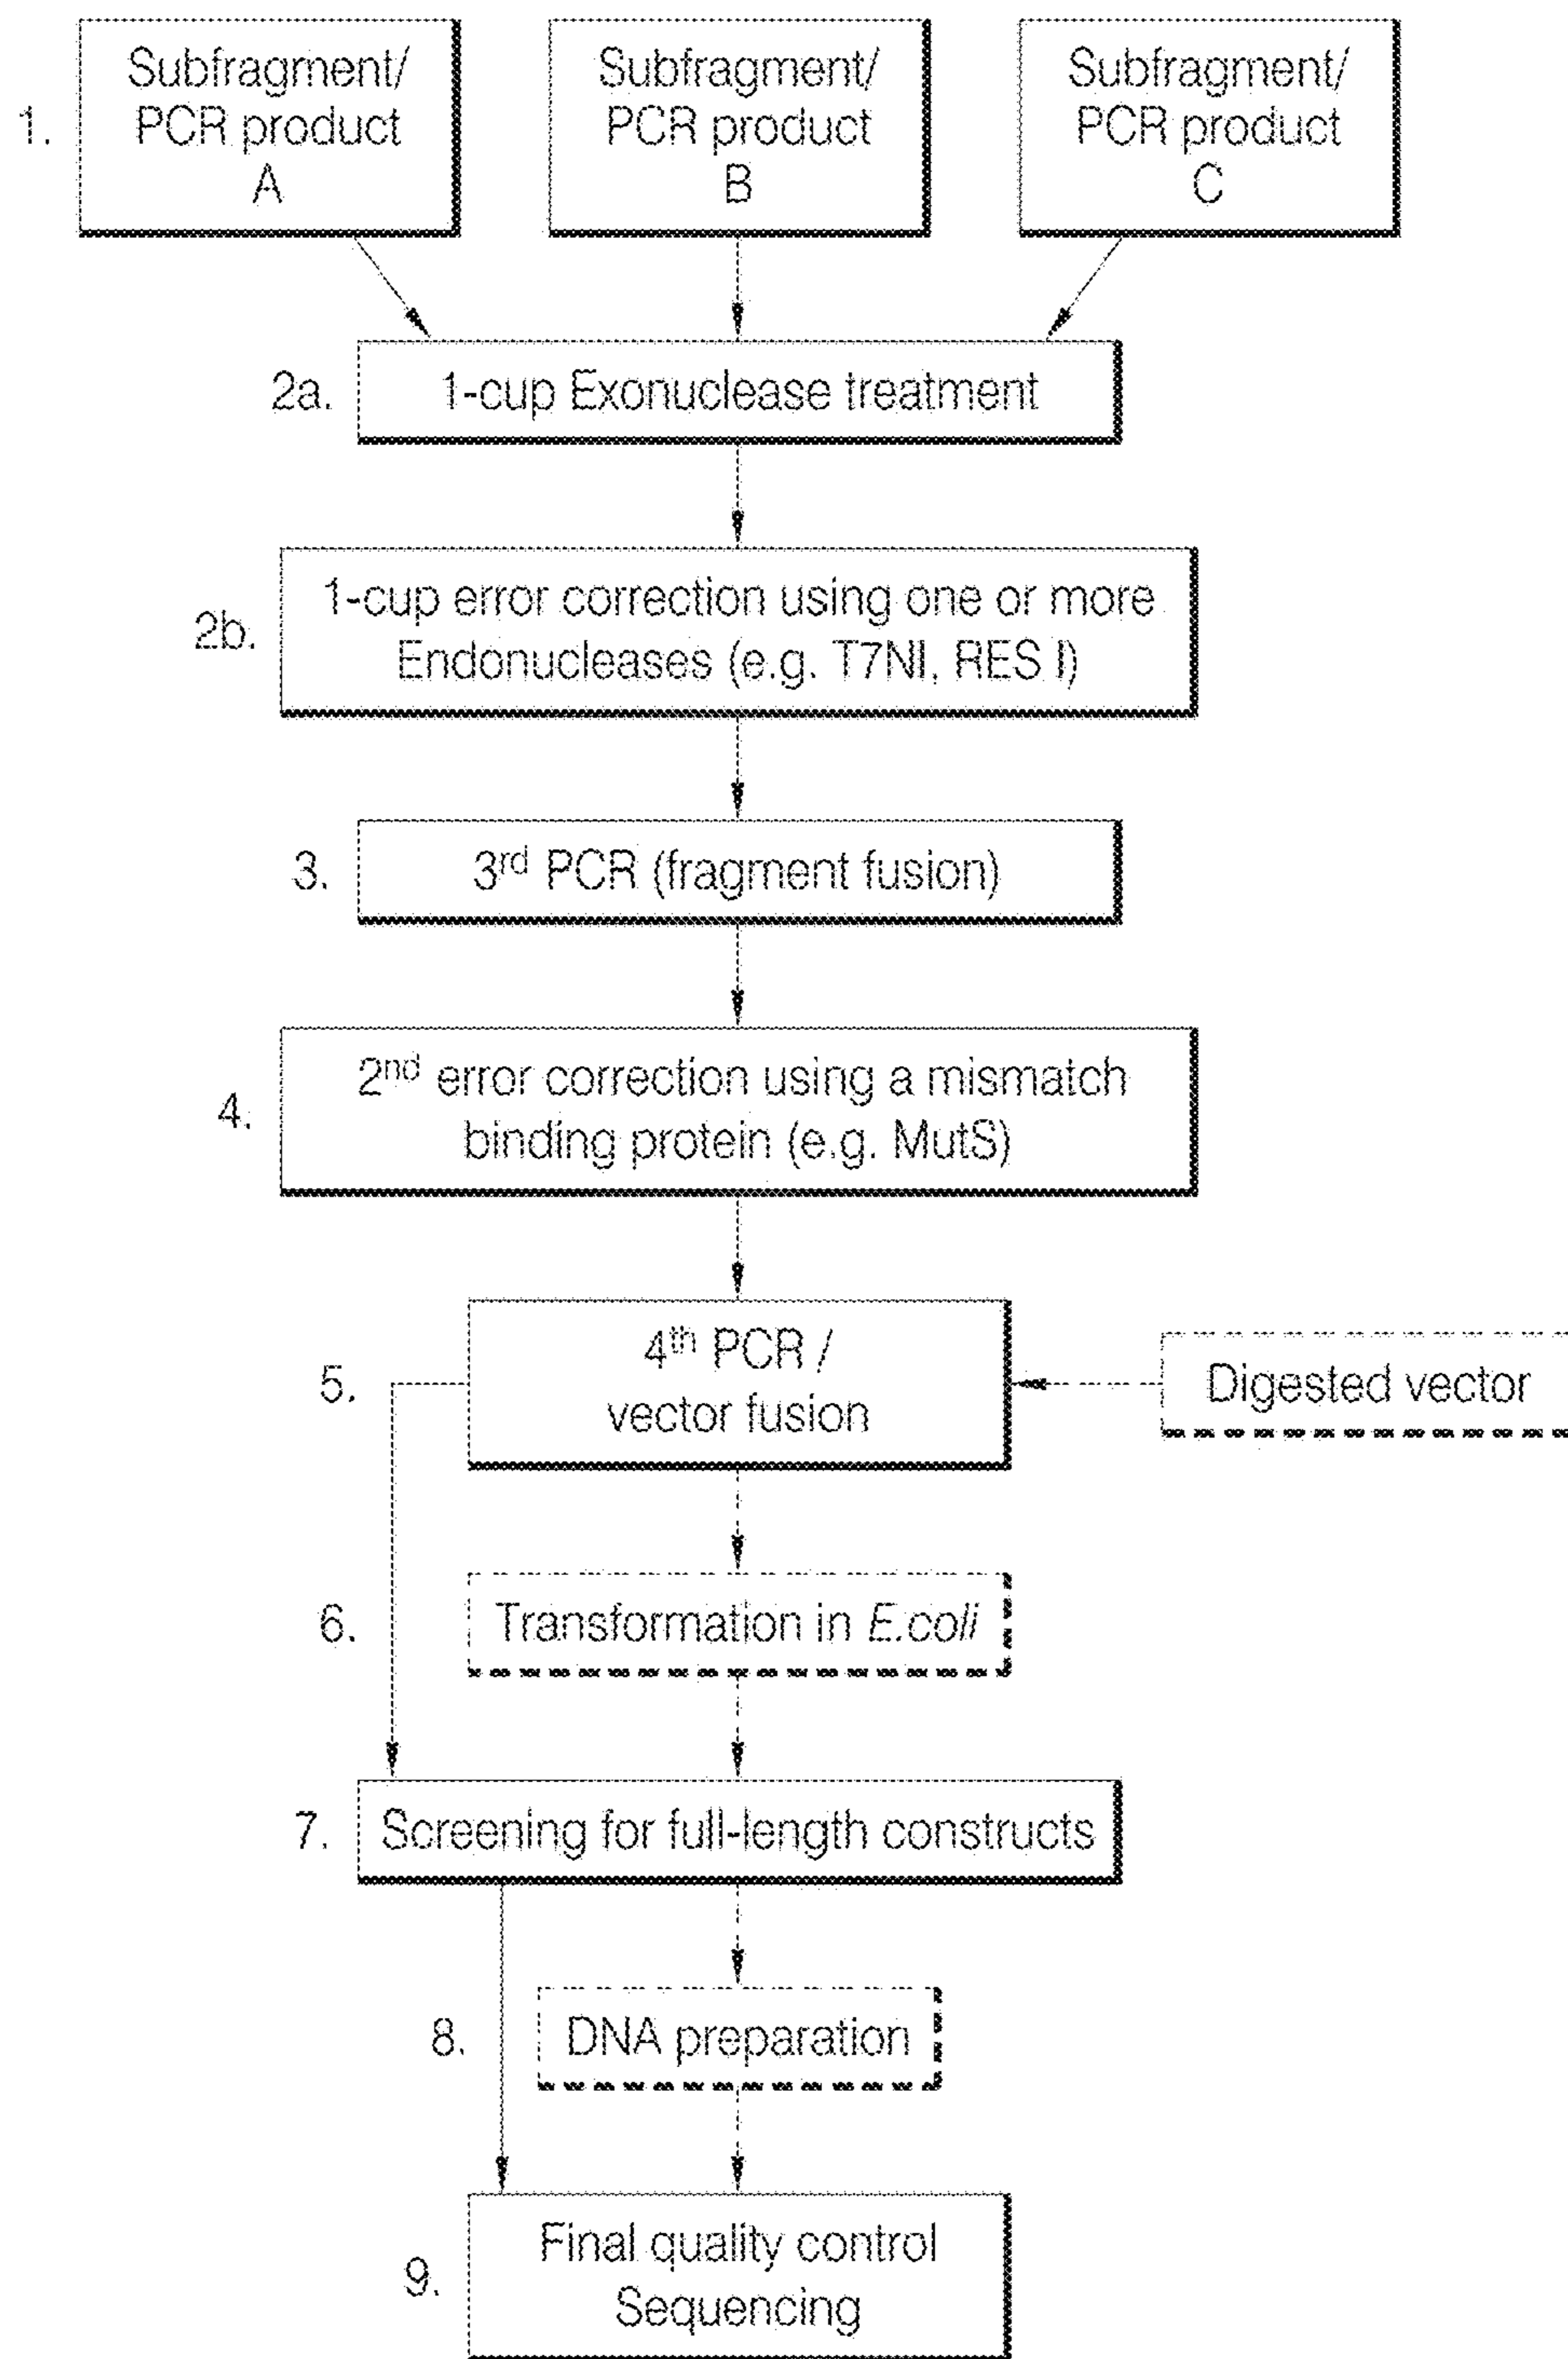 1.
Subfragment/
PCR product
A
Subfragment/
PCR product
B
Subfragment/
PCR product
C
2a.
1-cup Exonuclease treatment
2b.
1-cup error correction using one or more
Endonucleases (e.g. T7NI, RES I)
3.
3rd PCR (fragment fusion)
4.
2nd error correction using a mismatch
binding protein (e.g. MutS)
5.
4th PCR /
vector fusion
Digested vector
6.
Transformation in E.coli
7.
Screening for full-length constructs
8.
DNA preparation
9.
Final quality control
Sequencing